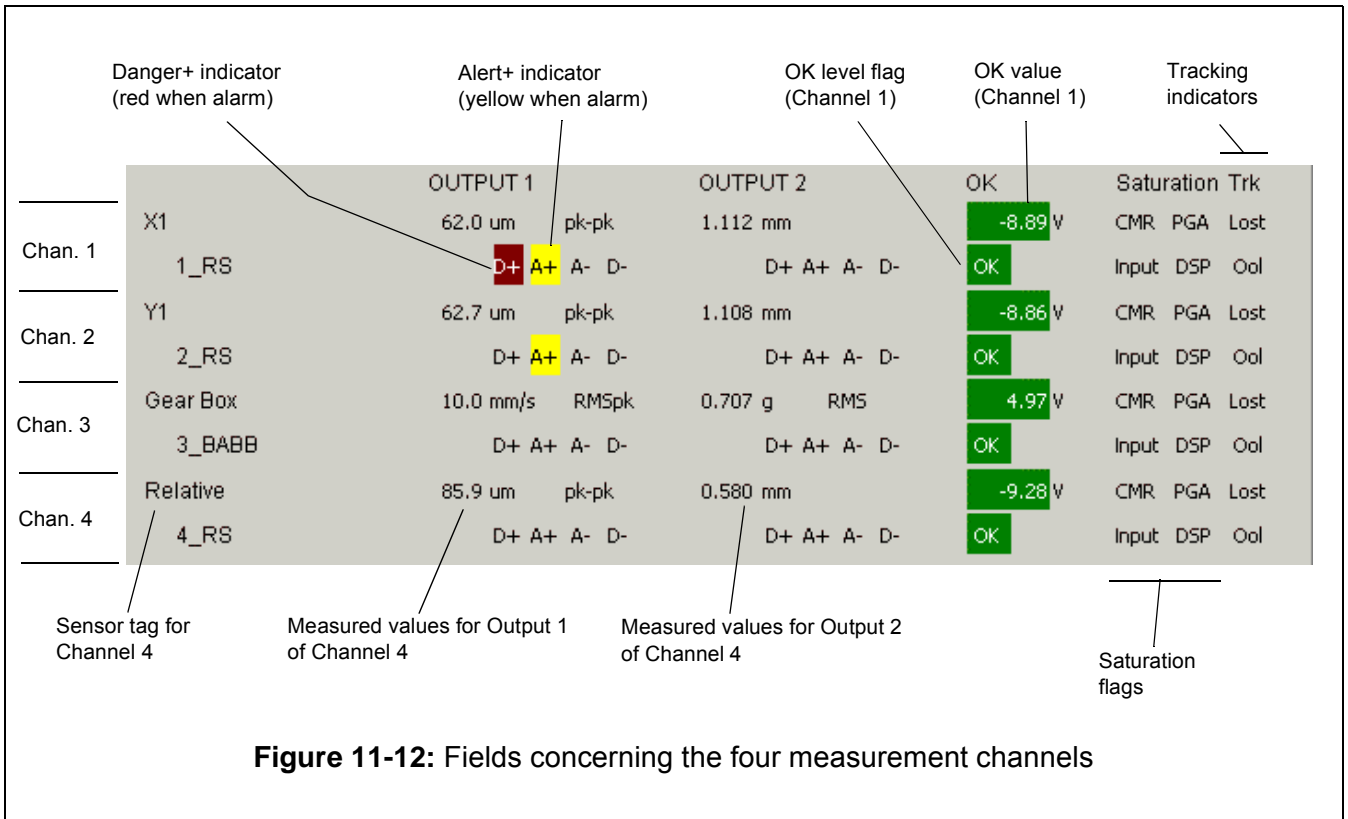 Danger+ indicator
(red when alarm)
Alert+ indicator
(yellow when alarm)
OK level flag
(Channel 1)
OK value
(Channel 1)
Tracking
indicators
OUTPUT 1 OUTPUT 2 OK Saturation Trk
Chan. 1
X1 62.0 um pk-pk 1.112 mm -8.89 V CMR PGA Lost
1_RS D+ A+ A- D- D+ A+ A- D- OK Input DSP Ool
Chan. 2
Y1 62.7 um pk-pk 1.108 mm -8.86 V CMR PGA Lost
2_RS D+ A+ A- D- D+ A+ A- D- OK Input DSP Ool
Chan. 3
Gear Box 10.0 mm/s RMSpk 0.707 g RMS 4.97 V CMR PGA Lost
3_BABB D+ A+ A- D- D+ A+ A- D- OK Input DSP Ool
Chan. 4
Relative 85.9 um pk-pk 0.580 mm -9.28 V CMR PGA Lost
4_RS D+ A+ A- D- D+ A+ A- D- OK Input DSP Ool
Sensor tag for
Channel 4
Measured values for Output 1
of Channel 4
Measured values for Output 2
of Channel 4
Saturation
flags
Figure 11-12: Fields concerning the four measurement channels